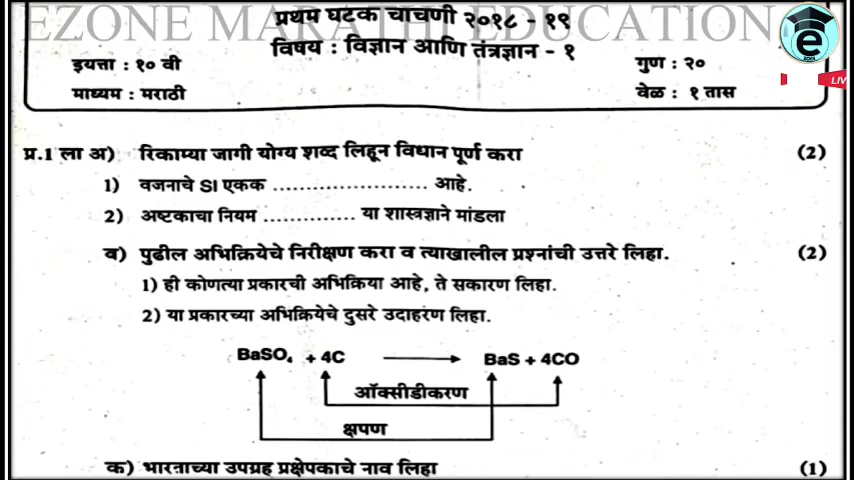 EZONE MARATHI EDUCATION
प्रथम घटक चाचणी २०१८ - १९
विषय : विज्ञान आणि तंत्रज्ञान - १
इयत्ता : १० वी
गुण : २०
माध्यम : मराठी
वेळ : १ तास
प्र.1 ला अ) रिकाम्या जागी योग्य शब्द लिहून विधान पूर्ण करा (2)
1) वजनाचे SI एकक ........................ आहे.
2) अष्टकाचा नियम .............. या शास्त्रज्ञाने मांडला
ब) पुढील अभिक्रियेचे निरीक्षण करा व त्याखालील प्रश्नांची उत्तरे लिहा. (2)
1) ही कोणत्या प्रकारची अभिक्रिया आहे, ते सकारण लिहा.
2) या प्रकारच्या अभिक्रियेचे दुसरे उदाहरण लिहा.
BaSO₄ + 4C ⟶ BaS + 4CO
ऑक्सीडीकरण
क्षपण
क) भारताच्या उपग्रह प्रक्षेपकाचे नाव लिहा (1)
e
LIV